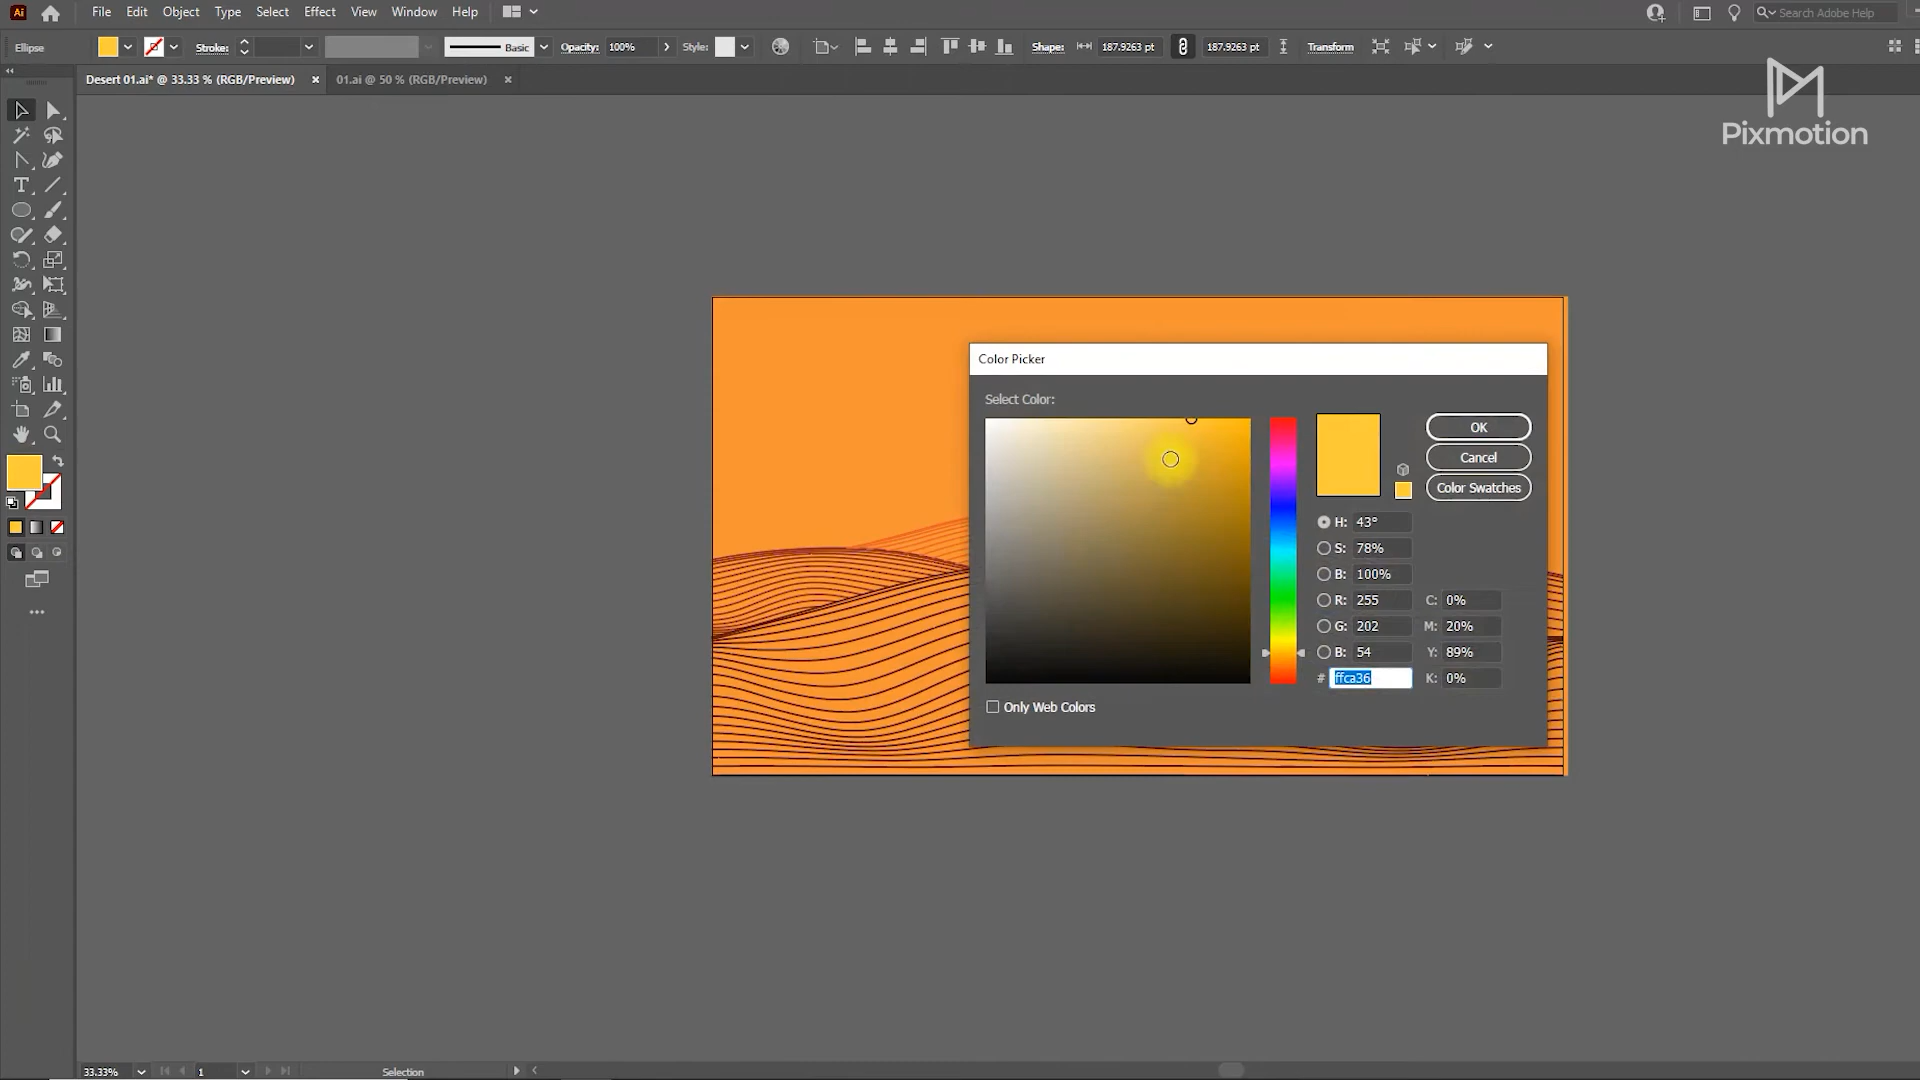 Ai File Edit Object Type Select Effect View Window Help Search Adobe Help
Ellipse Stroke: Basic Opacity: 100% Style: Shape: 187.9263 pt 187.9263 pt Transform
Desert 01.ai* @ 33.33 % (RGB/Preview) × 01.ai @ 50 % (RGB/Preview) ×
Pixmotion
Color Picker
Select Color:
OK
Cancel
Color Swatches
H: 43°
S: 78%
B: 100%
R: 255 C: 0%
G: 202 M: 20%
B: 54 Y: 89%
# ffca36 K: 0%
Only Web Colors
33.33% 1 Selection